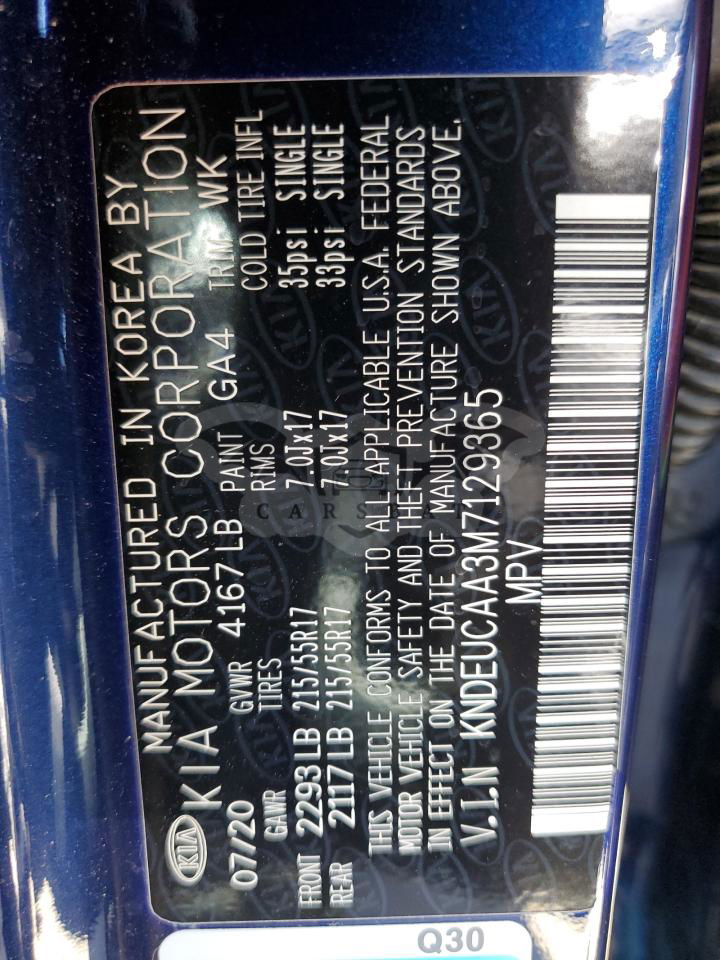 MANUFACTURED IN KOREA BY
KIA KIA MOTORS CORPORATION
07/20 GVWR 4167 LB PAINT GA4 TRIM WK
GAWR TIRES RIMS COLD TIRE INFL
FRONT 2293 LB 215/55R17 7.0Jx17 35psi SINGLE
REAR 2117 LB 215/55R17 7.0Jx17 33psi SINGLE
THIS VEHICLE CONFORMS TO ALL APPLICABLE U.S.A. FEDERAL
MOTOR VEHICLE SAFETY AND THEFT PREVENTION STANDARDS
IN EFFECT ON THE DATE OF MANUFACTURE SHOWN ABOVE.
V.I.N KNDEUCAA3M7129365
MPV
CARSEAT
Q30